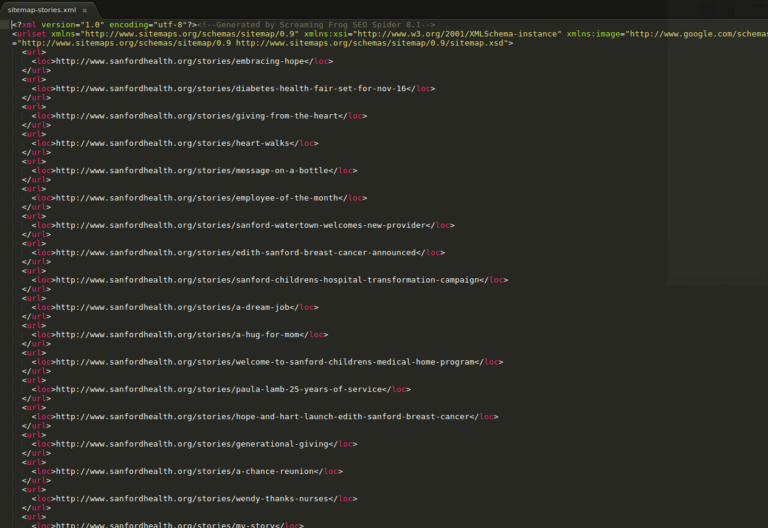 sitemap-stories.xml ×
<?xml version="1.0" encoding="utf-8"?><!--Generated by Screaming Frog SEO Spider 8.1-->
<urlset xmlns="http://www.sitemaps.org/schemas/sitemap/0.9" xmlns:xsi="http://www.w3.org/2001/XMLSchema-instance" xmlns:image="http://www.google.com/schemas
="http://www.sitemaps.org/schemas/sitemap/0.9 http://www.sitemaps.org/schemas/sitemap/0.9/sitemap.xsd">
<url>
<loc>http://www.sanfordhealth.org/stories/embracing-hope</loc>
</url>
<url>
<loc>http://www.sanfordhealth.org/stories/diabetes-health-fair-set-for-nov-16</loc>
</url>
<url>
<loc>http://www.sanfordhealth.org/stories/giving-from-the-heart</loc>
</url>
<url>
<loc>http://www.sanfordhealth.org/stories/heart-walks</loc>
</url>
<url>
<loc>http://www.sanfordhealth.org/stories/message-on-a-bottle</loc>
</url>
<url>
<loc>http://www.sanfordhealth.org/stories/employee-of-the-month</loc>
</url>
<url>
<loc>http://www.sanfordhealth.org/stories/sanford-watertown-welcomes-new-provider</loc>
</url>
<url>
<loc>http://www.sanfordhealth.org/stories/edith-sanford-breast-cancer-announced</loc>
</url>
<url>
<loc>http://www.sanfordhealth.org/stories/sanford-childrens-hospital-transformation-campaign</loc>
</url>
<url>
<loc>http://www.sanfordhealth.org/stories/a-dream-job</loc>
</url>
<url>
<loc>http://www.sanfordhealth.org/stories/a-hug-for-mom</loc>
</url>
<url>
<loc>http://www.sanfordhealth.org/stories/welcome-to-sanford-childrens-medical-home-program</loc>
</url>
<url>
<loc>http://www.sanfordhealth.org/stories/paula-lamb-25-years-of-service</loc>
</url>
<url>
<loc>http://www.sanfordhealth.org/stories/hope-and-hart-launch-edith-sanford-breast-cancer</loc>
</url>
<url>
<loc>http://www.sanfordhealth.org/stories/generational-giving</loc>
</url>
<url>
<loc>http://www.sanfordhealth.org/stories/a-chance-reunion</loc>
</url>
<url>
<loc>http://www.sanfordhealth.org/stories/wendy-thanks-nurses</loc>
</url>
<url>
<loc>http://www.sanfordhealth.org/stories/my-story</loc>